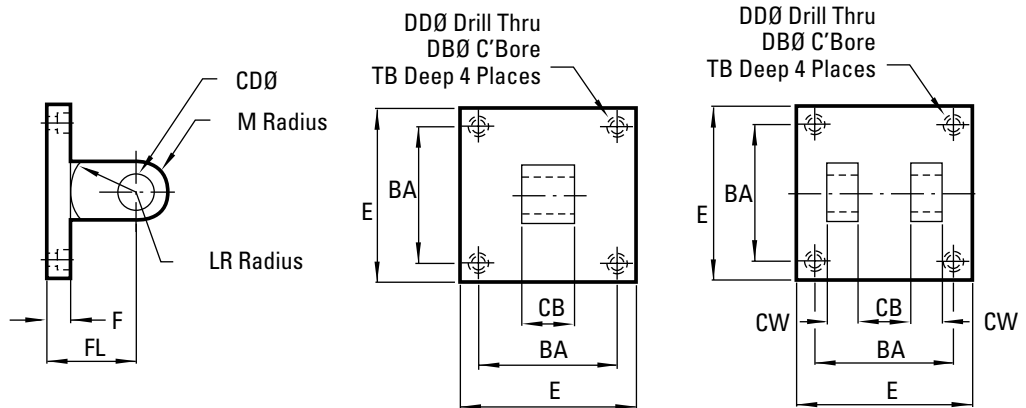 CDØ
M Radius
LR Radius
F
FL
DDØ Drill Thru
DBØ C'Bore
TB Deep 4 Places
BA
E
CB
BA
E
DDØ Drill Thru
DBØ C'Bore
TB Deep 4 Places
BA
E
CW
CB
CW
BA
E